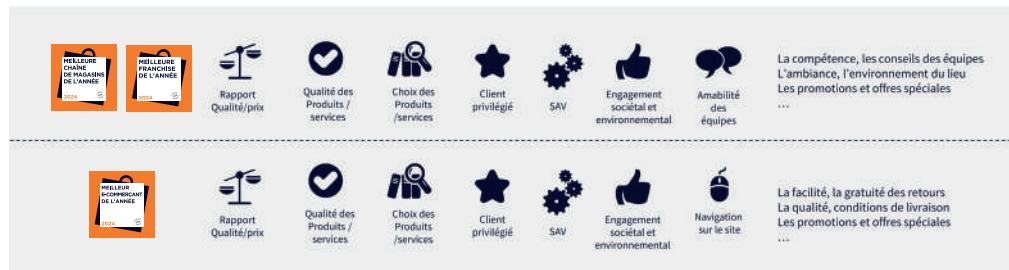 MEILLEURE
CHAÎNE
DE MAGASINS
DE L'ANNÉE
2024
MEILLEURE
FRANCHISE
DE L'ANNÉE
2024
Rapport
Qualité/prix
Qualité des
Produits /
services
Choix des
Produits
/services
Client
privilégié
SAV
Engagement
sociétal et
environnemental
Amabilité
des
équipes
La compétence, les conseils des équipes
L'ambiance, l'environnement du lieu
Les promotions et offres spéciales
...
MEILLEUR
E-COMMERÇANT
DE L'ANNÉE
2024
Rapport
Qualité/prix
Qualité des
Produits /
services
Choix des
Produits
/services
Client
privilégié
SAV
Engagement
sociétal et
environnemental
Navigation
sur le site
La facilité, la gratuité des retours
La qualité, conditions de livraison
Les promotions et offres spéciales
...